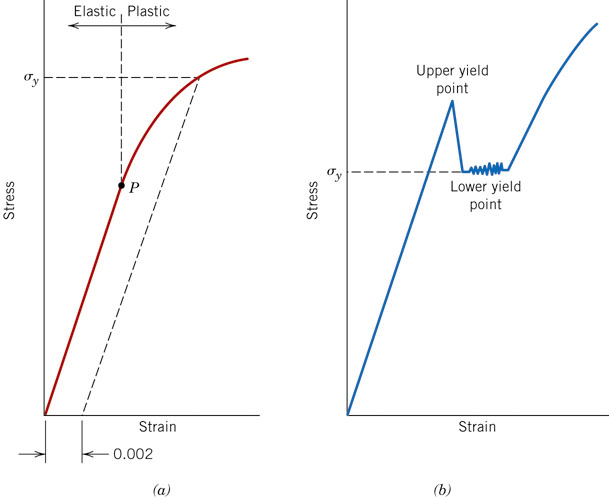 Elastic Plastic
σy
P
Stress
Strain
0.002
(a)
Upper yield
point
σy
Lower yield
point
Stress
Strain
(b)